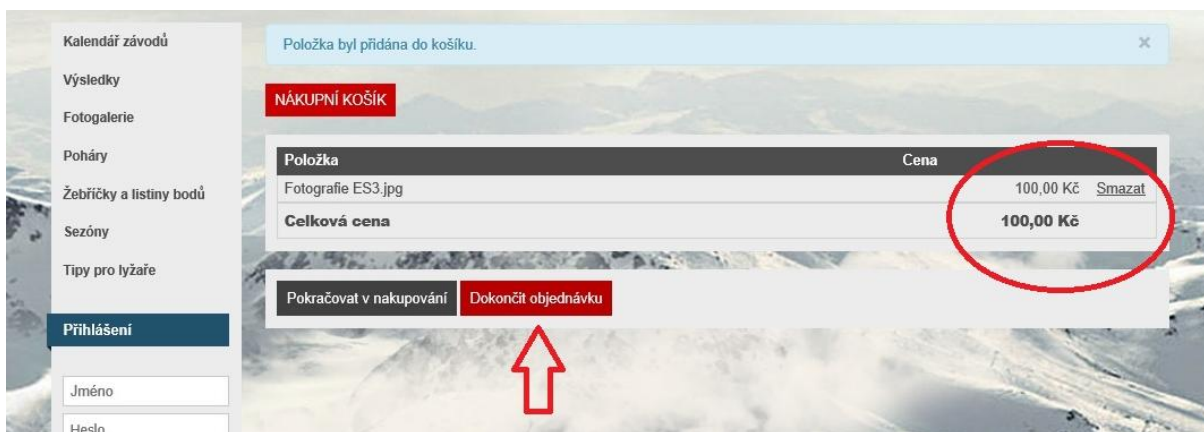 Kalendář závodů
Výsledky
Fotogalerie
Poháry
Žebříčky a listiny bodů
Sezóny
Tipy pro lyžaře
Přihlášení
Jméno
Heslo
Položka byl přidána do košíku.
×
NÁKUPNÍ KOŠÍK
Položka Cena
Fotografie ES3.jpg 100,00 Kč Smazat
Celková cena 100,00 Kč
Pokračovat v nakupování Dokončit objednávku